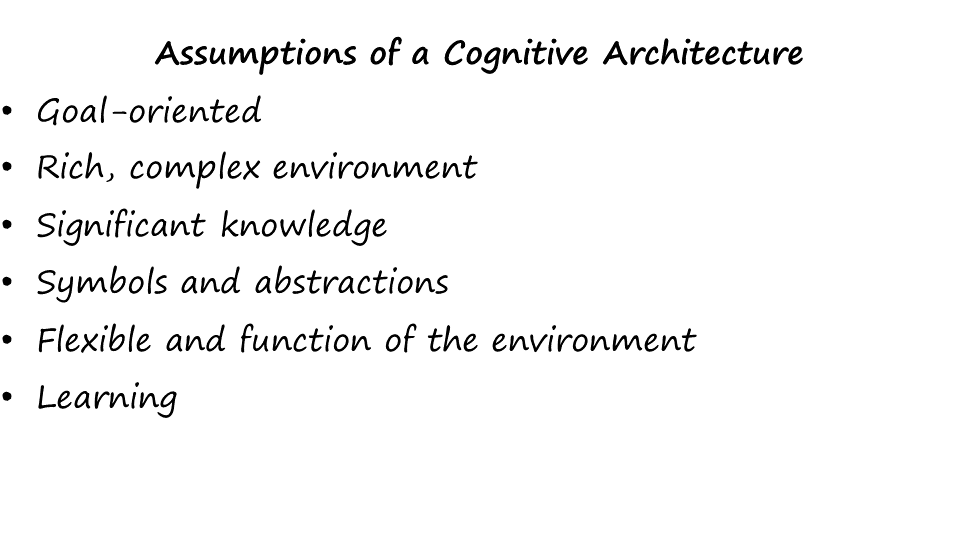 Assumptions of a Cognitive Architecture
• Goal-oriented
• Rich, complex environment
• Significant knowledge
• Symbols and abstractions
• Flexible and function of the environment
• Learning